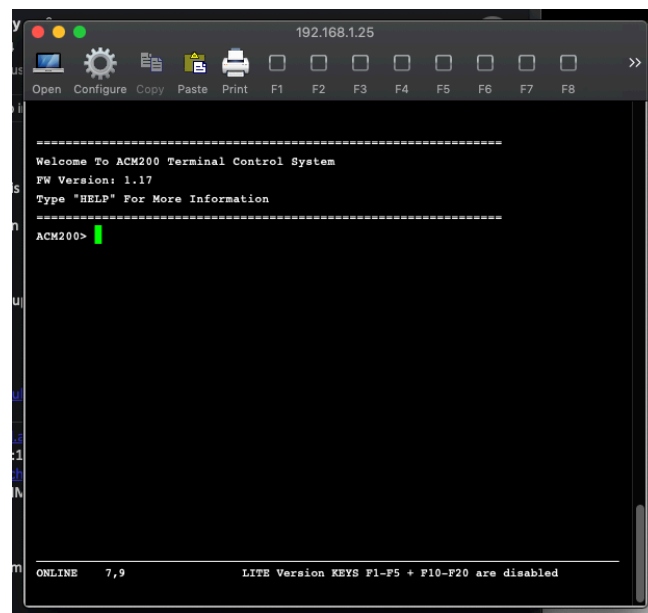 192.168.1.25
Open Configure Copy Paste Print F1 F2 F3 F4 F5 F6 F7 F8 »
================================================================
Welcome To ACM200 Terminal Control System
FW Version: 1.17
Type "HELP" For More Information
================================================================
ACM200>
ONLINE 7,9 LITE Version KEYS F1-F5 + F10-F20 are disabled